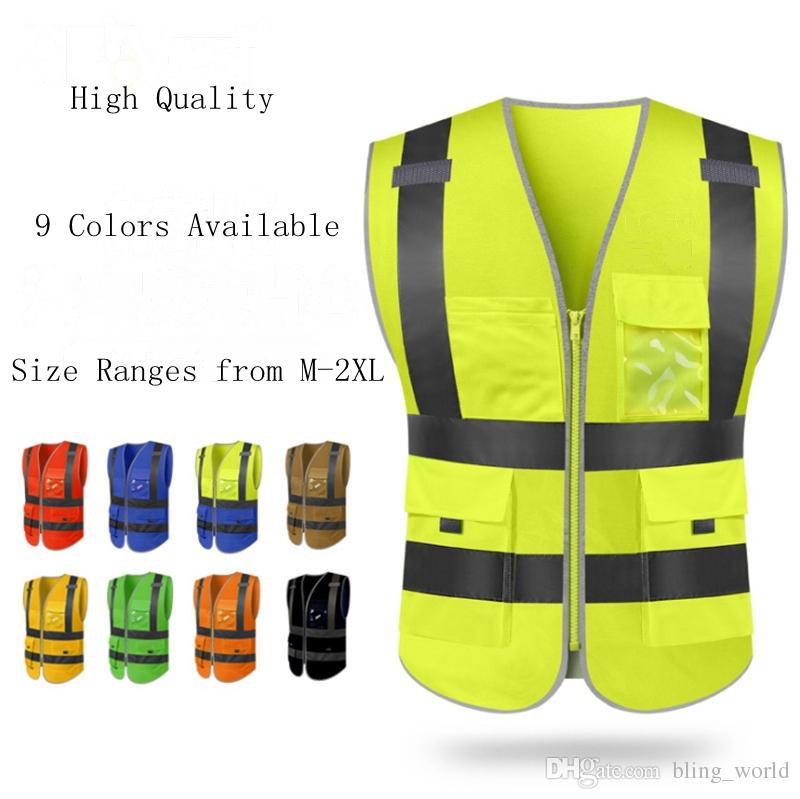 High Quality
9 Colors Available
Size Ranges from M-2XL
DHgate.com bling_world